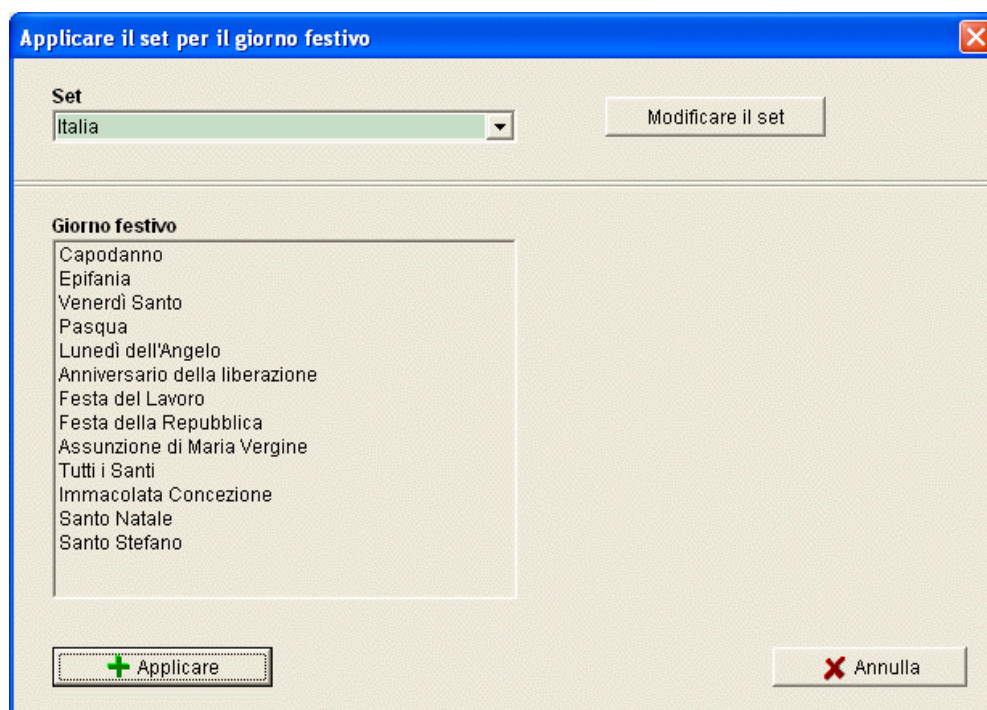 Applicare il set per il giorno festivo
Set
Italia
Modificare il set
Giorno festivo
Capodanno
Epifania
Venerdì Santo
Pasqua
Lunedì dell'Angelo
Anniversario della liberazione
Festa del Lavoro
Festa della Repubblica
Assunzione di Maria Vergine
Tutti i Santi
Immacolata Concezione
Santo Natale
Santo Stefano
Applicare
Annulla